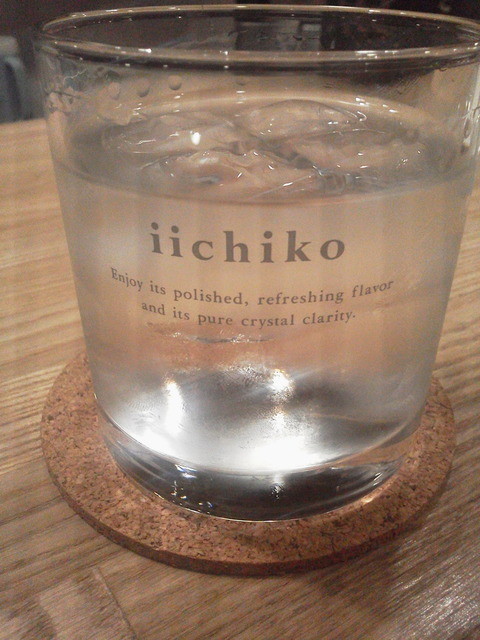 iichiko
Enjoy its polished, refreshing flavor
and its pure crystal clarity.